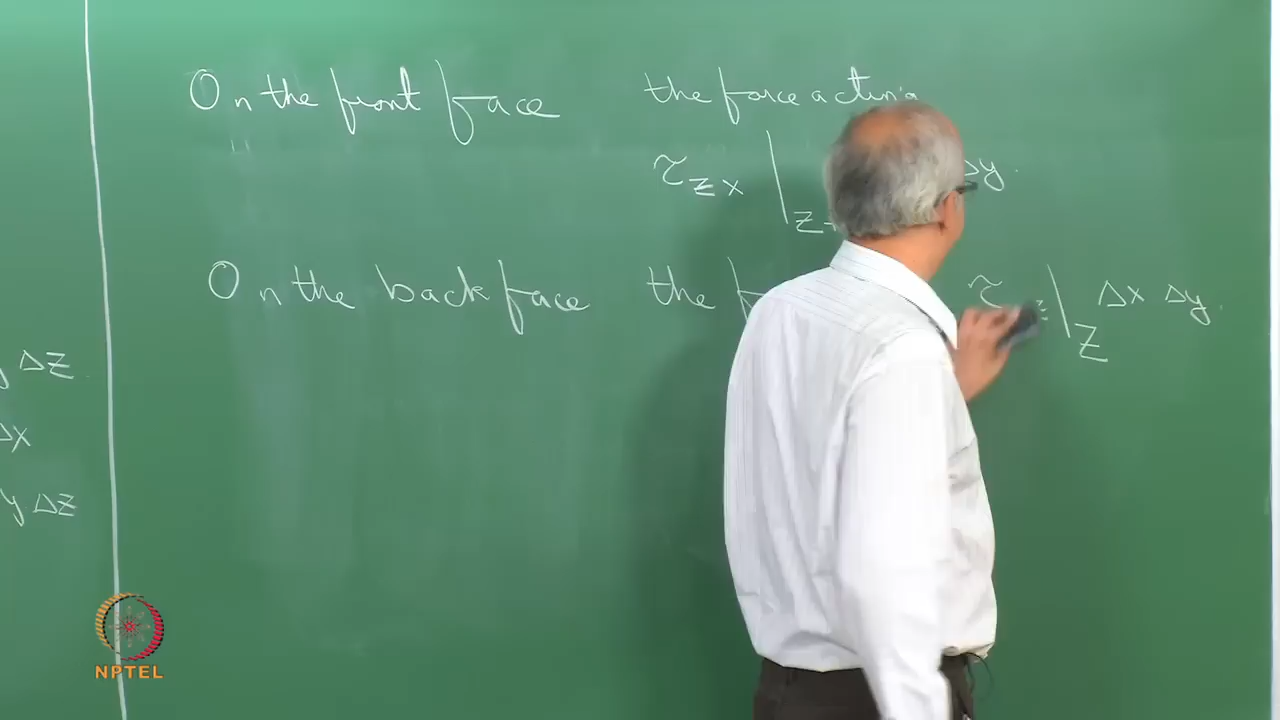 On the front face the force acting
τzx | z+ Δy.
On the back face the τ z | z Δx Δy.
y ΔZ
Δx
y ΔZ
NPTEL